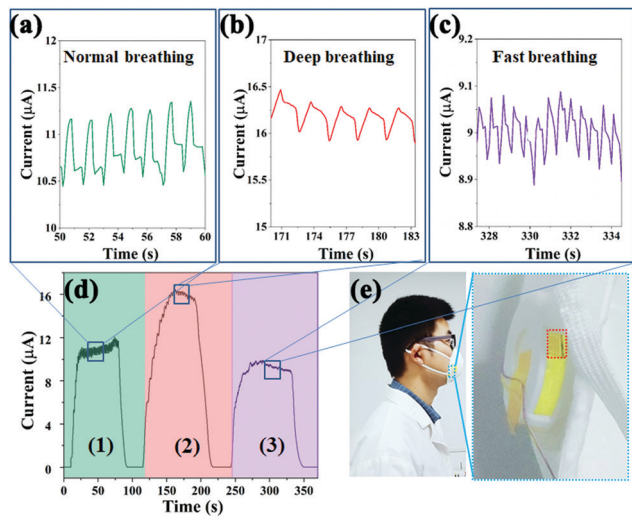 (a)
Normal breathing
Current (µA)
12
11.5
11
10.5
10
50
52
54
56
58
60
Time (s)
(b)
Deep breathing
Current (µA)
17
16.5
16
15.5
15
171
174
177
180
183
Time (s)
(c)
Fast breathing
Current (µA)
9.2
9.1
9
8.9
8.8
328
330
332
334
Time (s)
(d)
Current (µA)
16
12
8
4
0
(1)
(2)
(3)
0
50
100
150
200
250
300
350
Time (s)
(e)